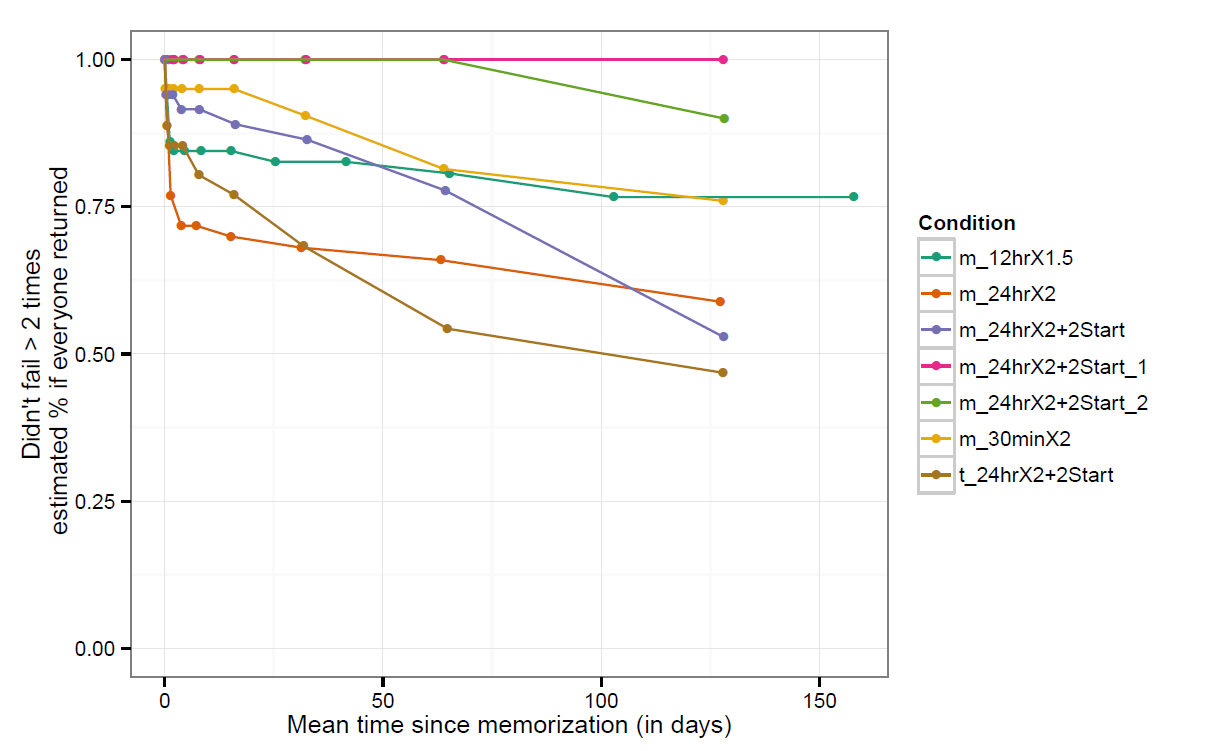 Didn't fail > 2 times
estimated % if everyone returned
1.00
0.75
0.50
0.25
0.00
0
50
100
150
Mean time since memorization (in days)
Condition
m_12hrX1.5
m_24hrX2
m_24hrX2+2Start
m_24hrX2+2Start_1
m_24hrX2+2Start_2
m_30minX2
t_24hrX2+2Start